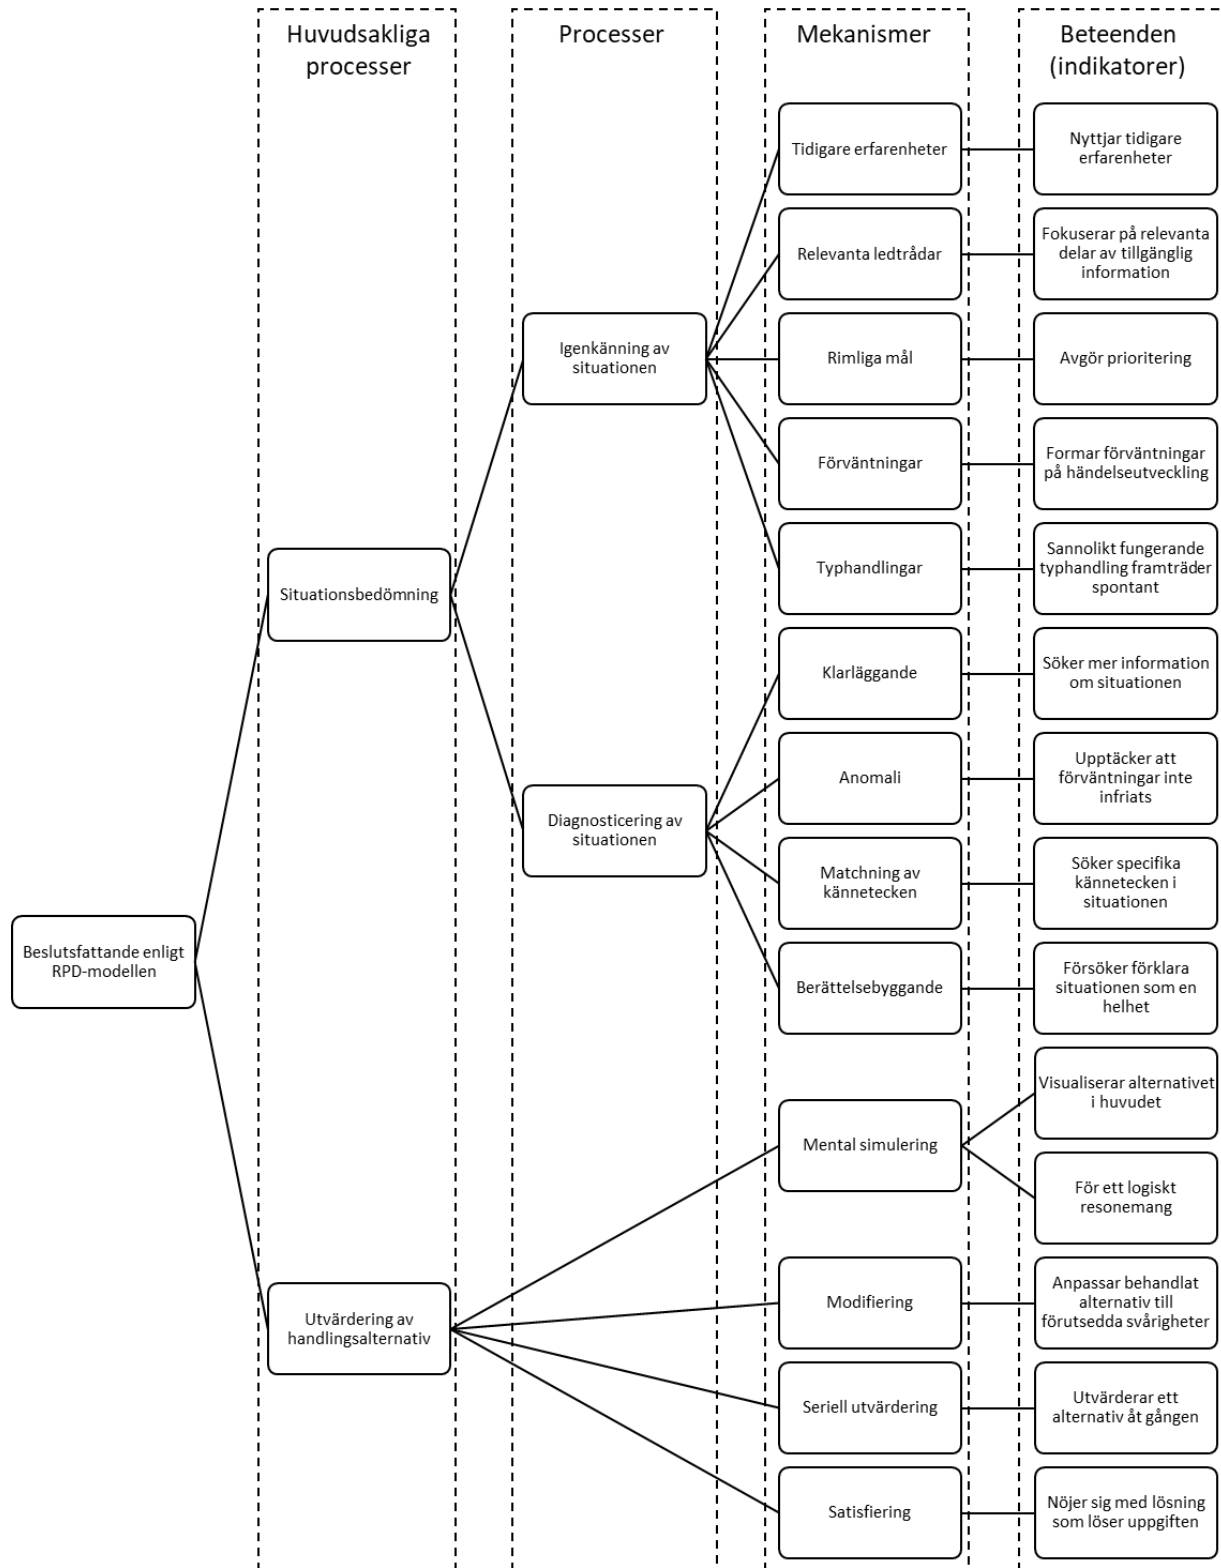 Huvudsakliga
processer
Processer
Mekanismer
Beteenden
(indikatorer)
Tidigare erfarenheter
Nyttjar tidigare
erfarenheter
Relevanta ledtrådar
Fokuserar på relevanta
delar av tillgänglig
information
Igenkänning av
situationen
Rimliga mål
Avgör prioritering
Förväntningar
Formar förväntningar
på händelseutveckling
Situationsbedömning
Typhandlingar
Sannolikt fungerande
typhandling framträder
spontant
Klarläggande
Söker mer information
om situationen
Anomali
Upptäcker att
förväntningar inte
infriats
Diagnosticering av
situationen
Matchning av
kännetecken
Söker specifika
kännetecken i
situationen
Beslutsfattande enligt
RPD-modellen
Berättelsebyggande
Försöker förklara
situationen som en
helhet
Mental simulering
Visualiserar alternativet
i huvudet
För ett logiskt
resonemang
Utvärdering av
handlingsalternativ
Modifiering
Anpassar behandlat
alternativ till
förutsedda svårigheter
Seriell utvärdering
Utvärderar ett
alternativ åt gången
Satisfiering
Nöjer sig med lösning
som löser uppgiften